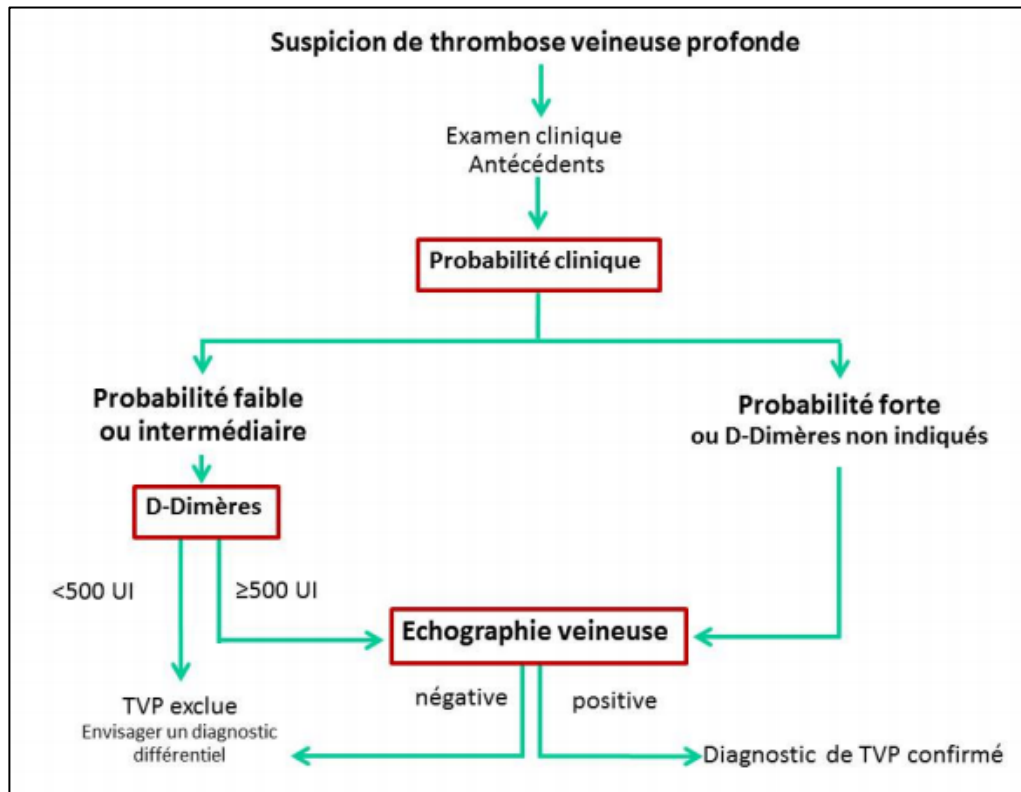 Suspicion de thrombose veineuse profonde
Examen clinique
Antécédents
Probabilité clinique
Probabilité faible
ou intermédiaire
Probabilité forte
ou D-Dimères non indiqués
D-Dimères
<500 UI
≥500 UI
Echographie veineuse
négative
positive
TVP exclue
Envisager un diagnostic
différentiel
Diagnostic de TVP confirmé